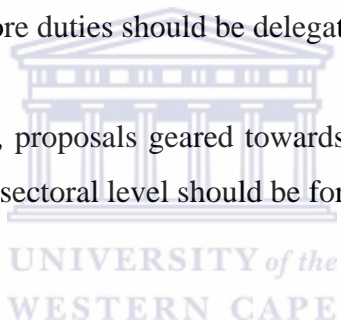 ore duties should be delegat
, proposals geared towards
sectoral level should be for
UNIVERSITY of the
WESTERN CAPE